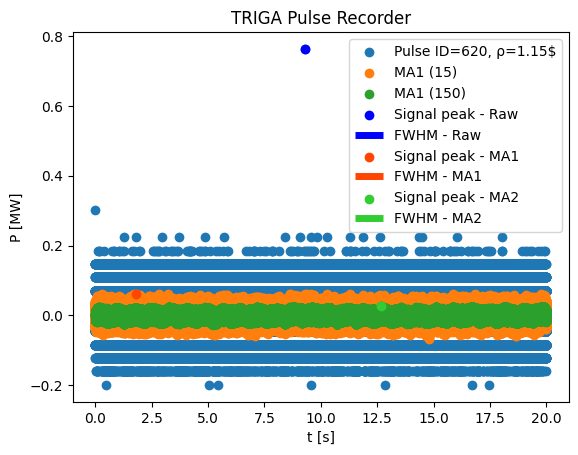 TRIGA Pulse Recorder
Pulse ID=620, ρ=1.15$
MA1 (15)
MA1 (150)
Signal peak - Raw
FWHM - Raw
Signal peak - MA1
FWHM - MA1
Signal peak - MA2
FWHM - MA2
P [MW]
0.8
0.6
0.4
0.2
0.0
−0.2
0.0 2.5 5.0 7.5 10.0 12.5 15.0 17.5 20.0
t [s]